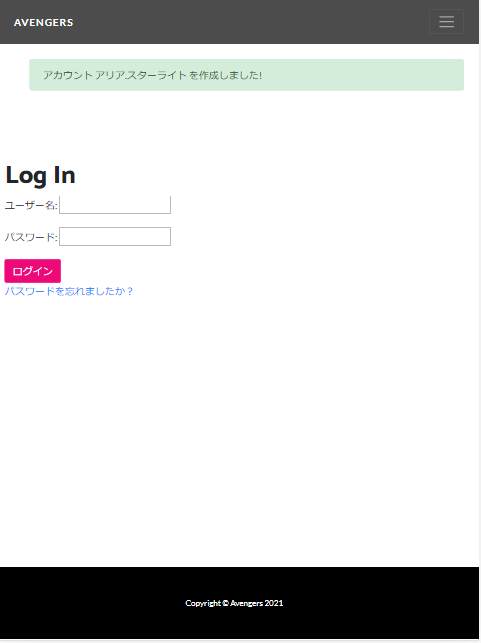 AVENGERS
アカウント アリア.スターライト を作成しました!
Log In
ユーザー名:
パスワード:
ログイン
パスワードを忘れましたか？
Copyright © Avengers 2021